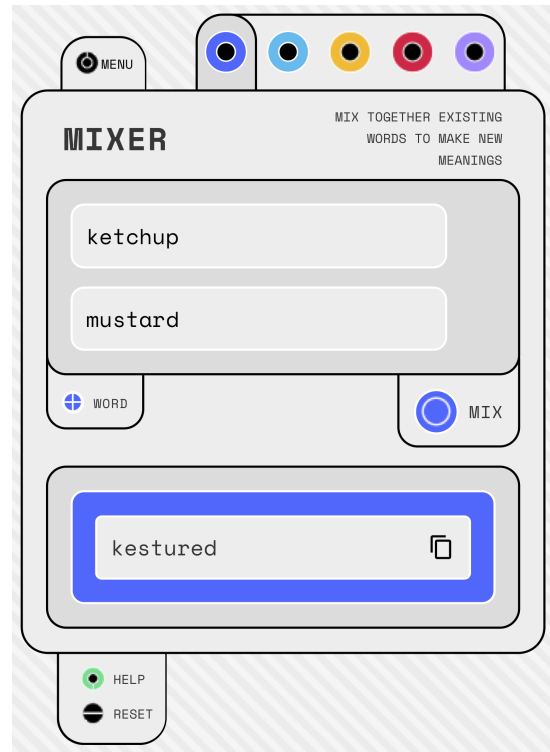 MENU
MIXER
MIX TOGETHER EXISTING
WORDS TO MAKE NEW
MEANINGS
ketchup
mustard
WORD
MIX
kestured
HELP
RESET